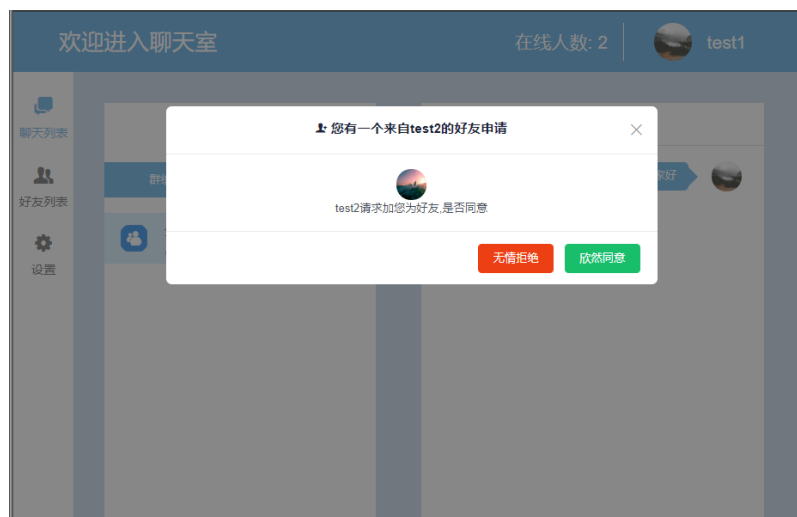 欢迎进入聊天室
在线人数: 2
test1
聊天列表
好友列表
设置
您有一个来自test2的好友申请
test2请求加您为好友,是否同意
无情拒绝
欣然同意
群
家好